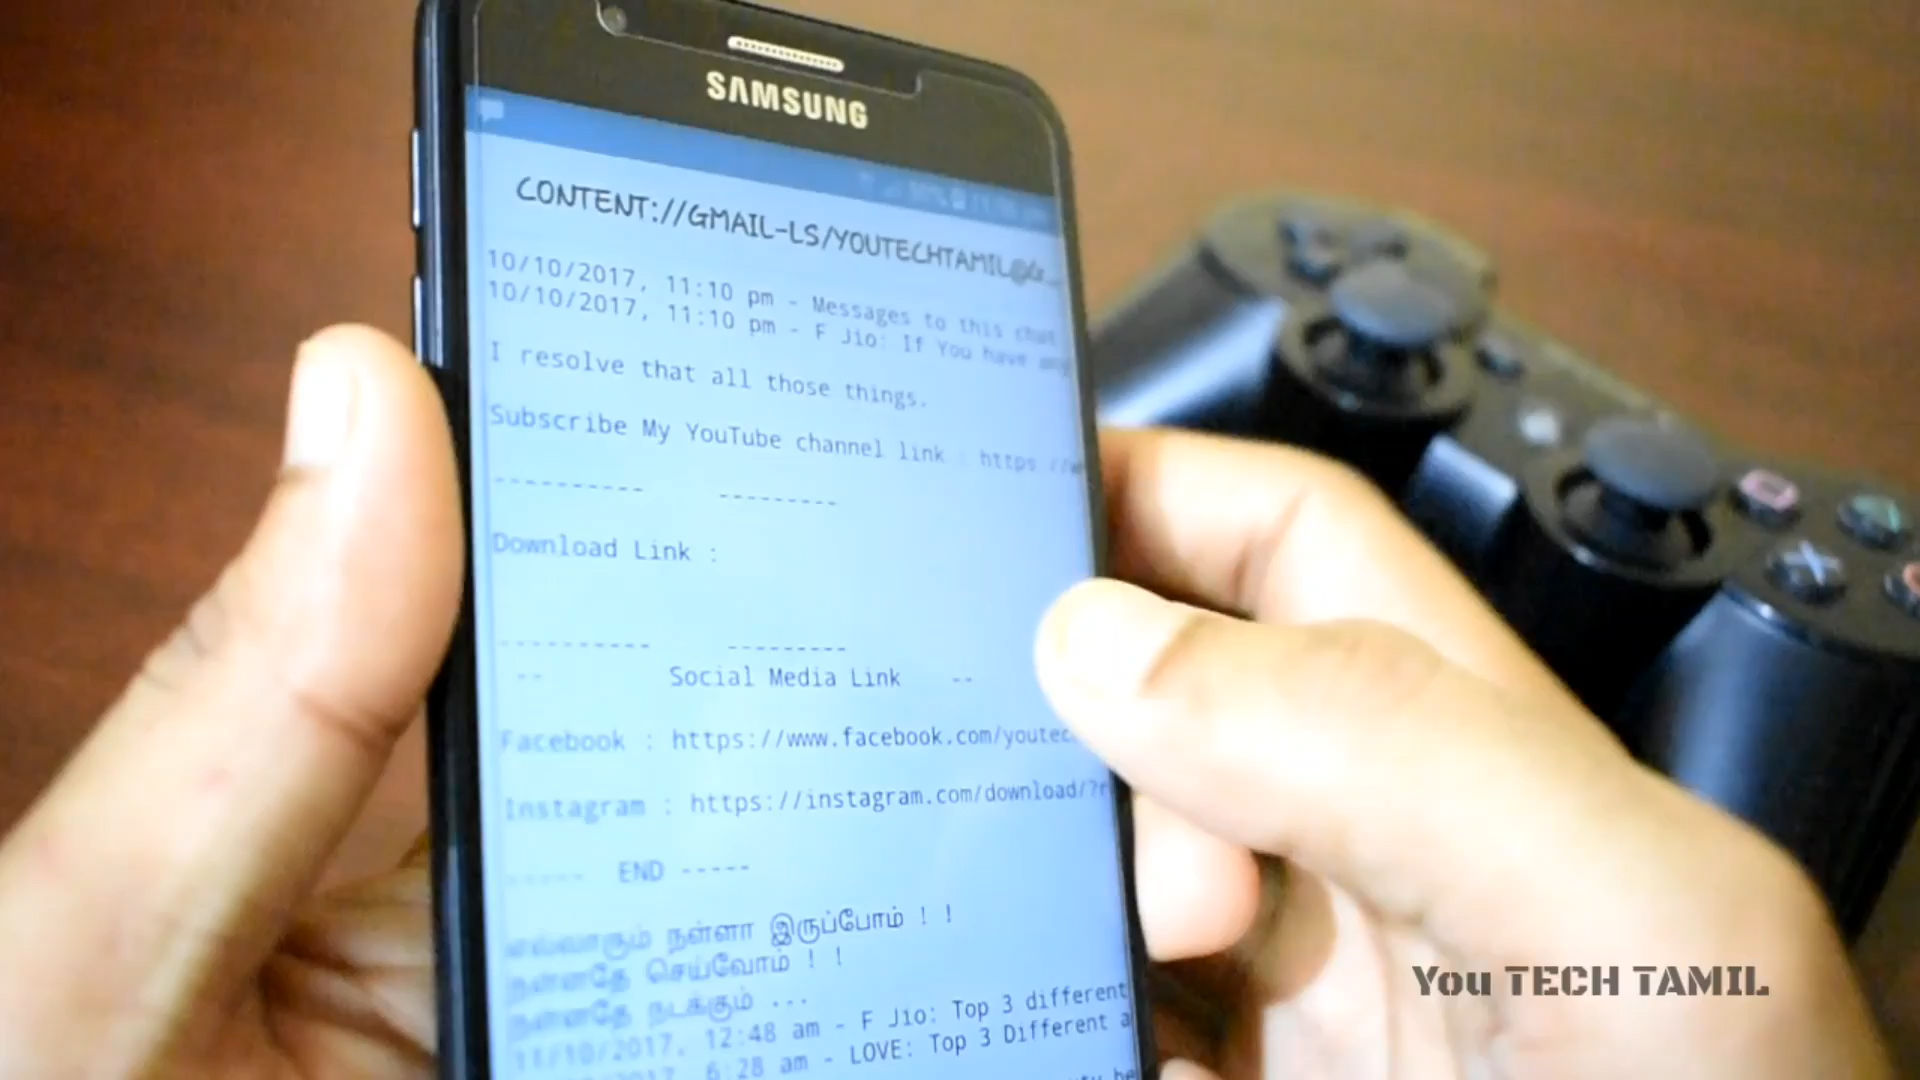 SAMSUNG
CONTENT://GMAIL-LS/YOUTECHTAMIL@G...
10/10/2017, 11:10 pm - Messages to this chat
10/10/2017, 11:10 pm - F Jio: If You have any
I resolve that all those things.
Subscribe My YouTube channel link : https://w
---------- ---------
Download Link :
---------- ---------
-- Social Media Link --
Facebook : https://www.facebook.com/youtec
Instagram : https://instagram.com/download/?r
----- END -----
எல்லாரும் நல்லா இருப்போம் ! !
நல்லதே செய்வோம் ! !
நல்லதே நடக்கும் ...
11/10/2017, 12:48 am - F Jio: Top 3 different
6:28 am - LOVE: Top 3 Different a
You TECH TAMIL